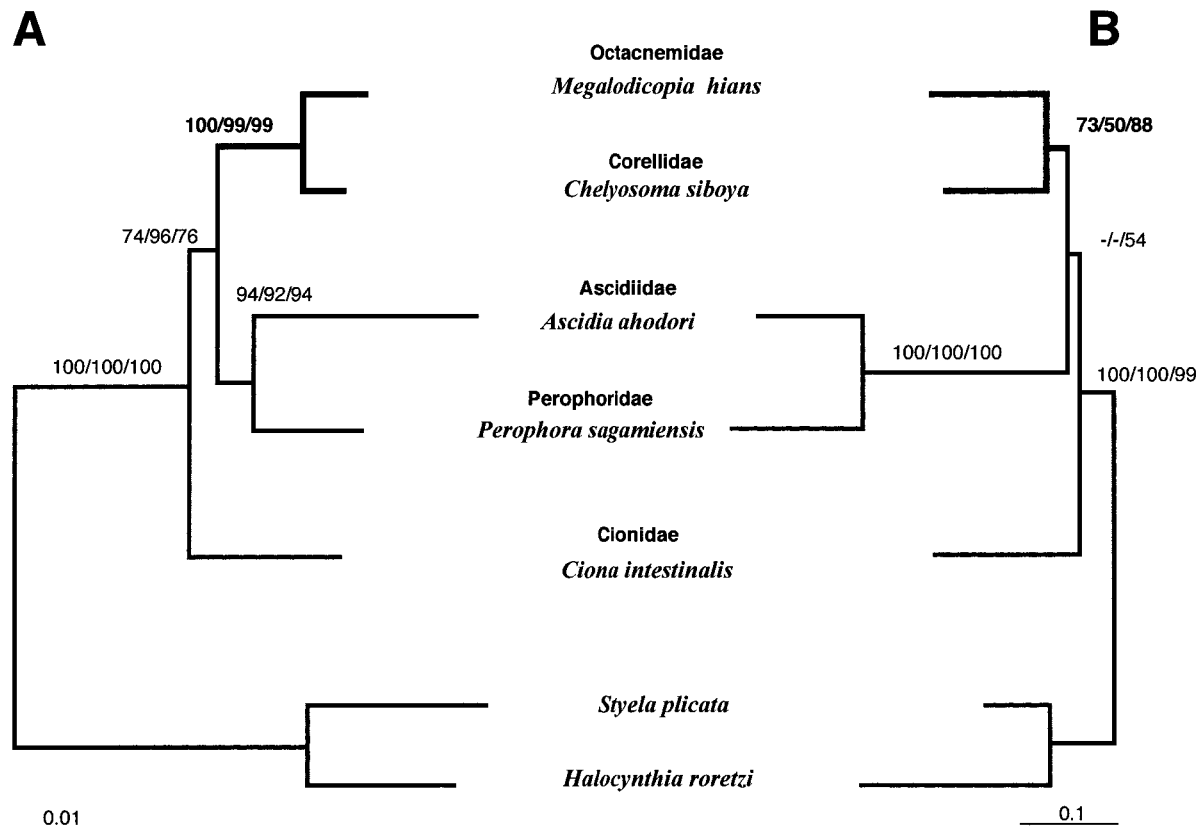 A
B
Octacnemidae
Megalodicopia hians
100/99/99
73/50/88
Corellidae
Chelyosoma siboya
74/96/76
-/-/54
94/92/94
Ascidiidae
Ascidia ahodori
100/100/100
100/100/100
100/100/99
Perophoridae
Perophora sagamiensis
Cionidae
Ciona intestinalis
Styela plicata
Halocynthia roretzi
0.01
0.1